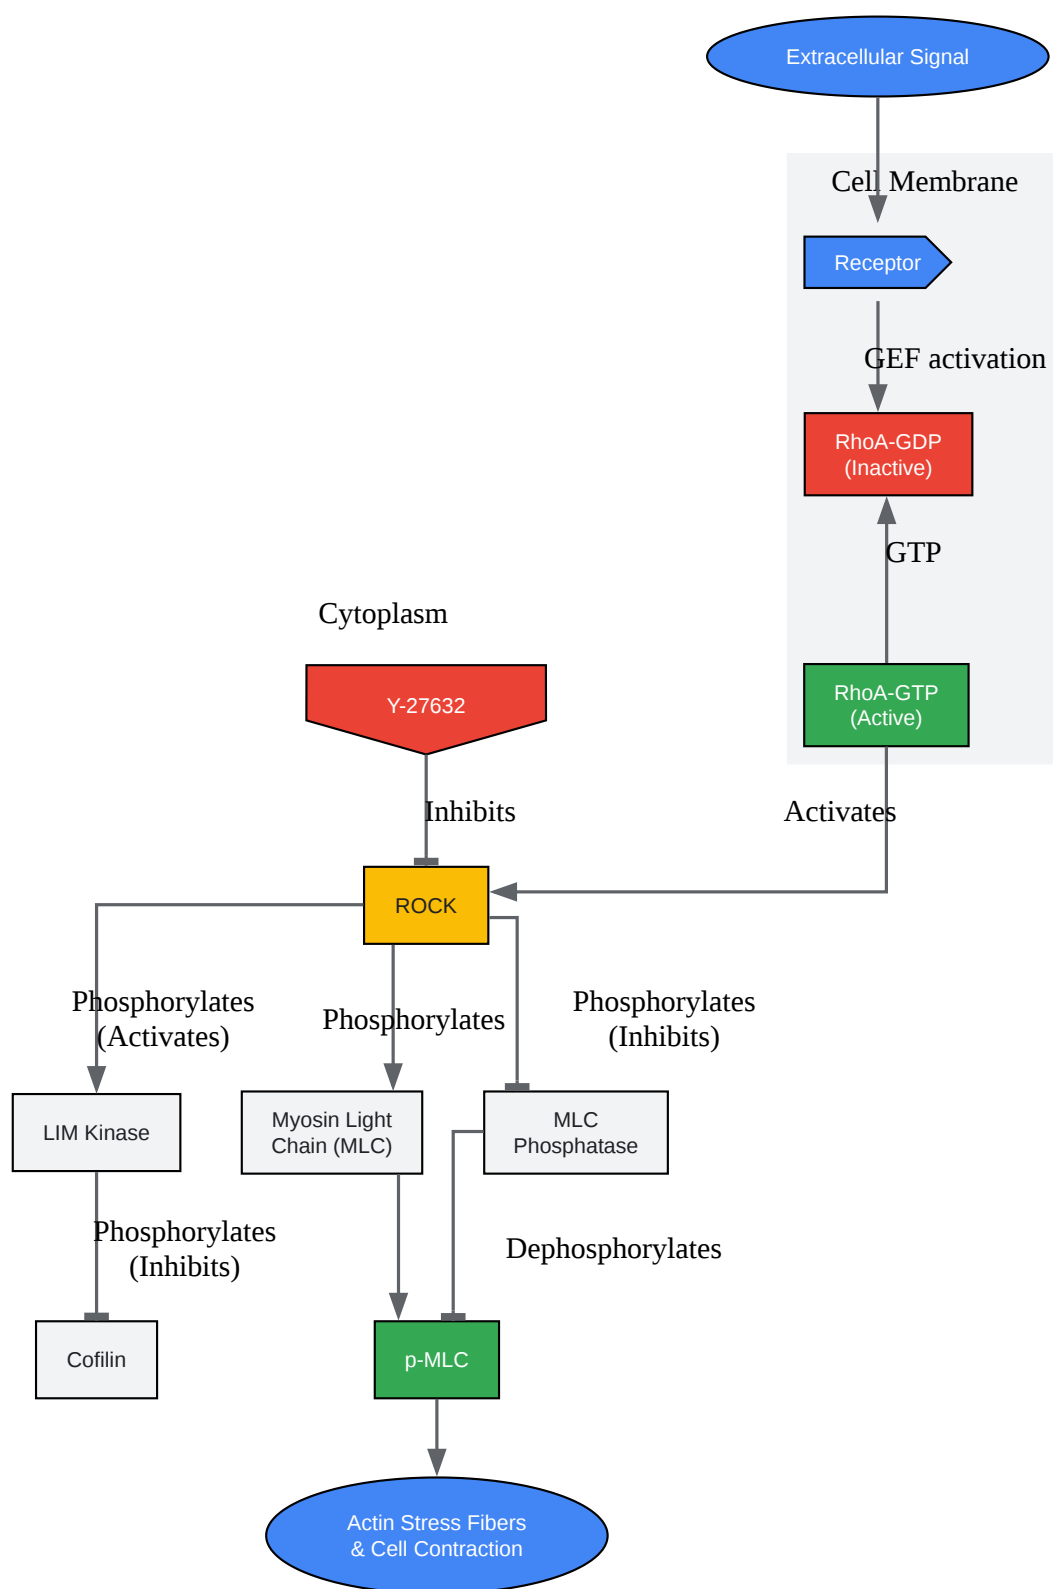 Extracellular Signal
Cell Membrane
Receptor
GEF activation
RhoA-GDP
(Inactive)
GTP
Cytoplasm
Y-27632
RhoA-GTP
(Active)
Inhibits
Activates
ROCK
Phosphorylates
(Activates)
Phosphorylates
Phosphorylates
(Inhibits)
LIM Kinase
Myosin Light
Chain (MLC)
MLC
Phosphatase
Phosphorylates
(Inhibits)
Dephosphorylates
Cofilin
p-MLC
Actin Stress Fibers
& Cell Contraction